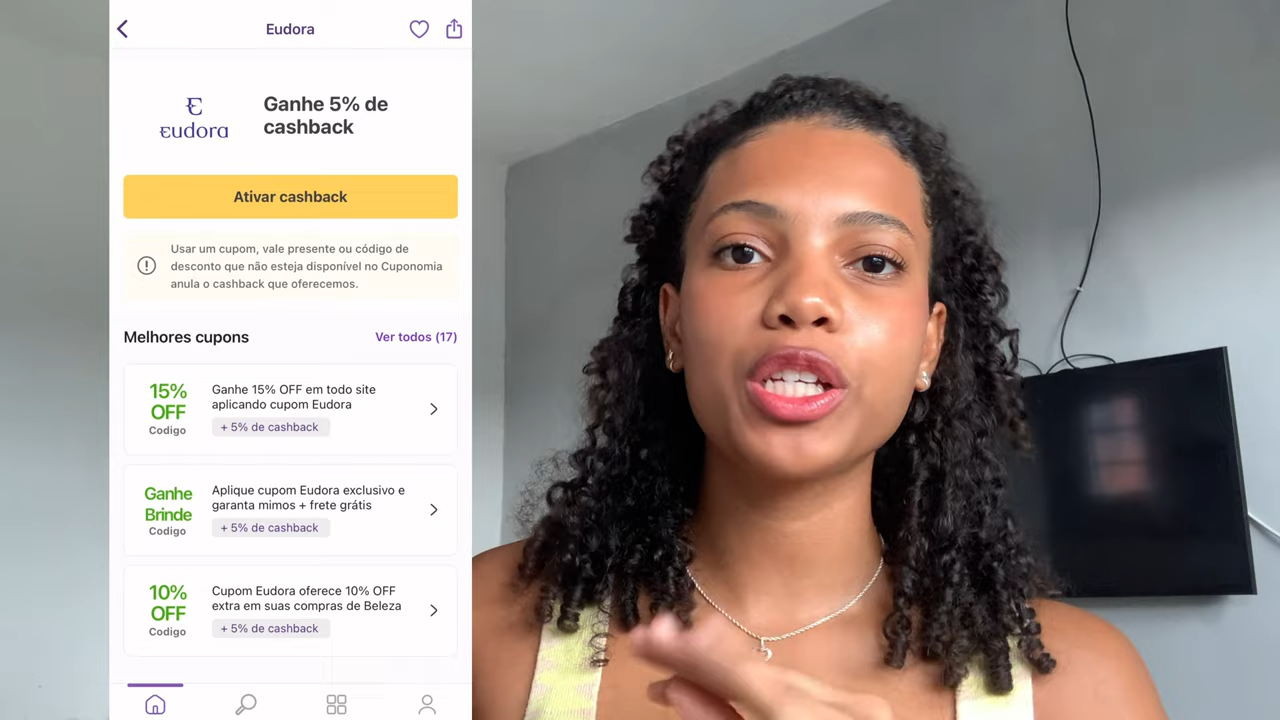 Eudora
E
eudora
Ganhe 5% de
cashback
Ativar cashback
Usar um cupom, vale presente ou código de
desconto que não esteja disponível no Cuponomia
anula o cashback que oferecemos.
Melhores cupons
Ver todos (17)
15%
OFF
Codigo
Ganhe 15% OFF em todo site
aplicando cupom Eudora
+ 5% de cashback
Ganhe
Brinde
Codigo
Aplique cupom Eudora exclusivo e
garanta mimos + frete grátis
+ 5% de cashback
10%
OFF
Codigo
Cupom Eudora oferece 10% OFF
extra em suas compras de Beleza
+ 5% de cashback